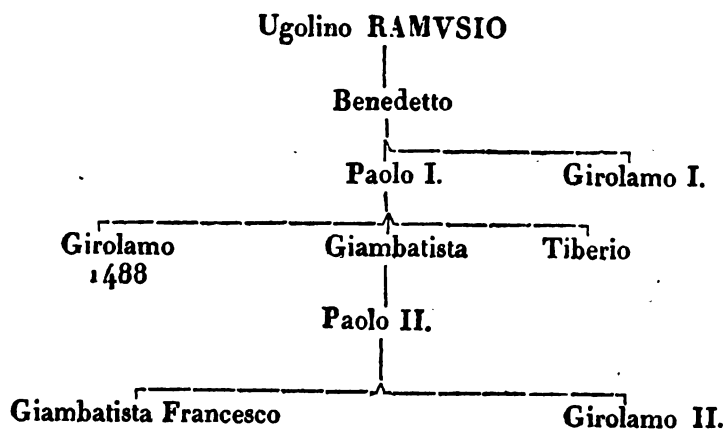 Ugolino RAMVSIO
Benedetto
Paolo I. Girolamo I.
Girolamo Giambatista Tiberio
1488
Paolo II.
Giambatista Francesco Girolamo II.